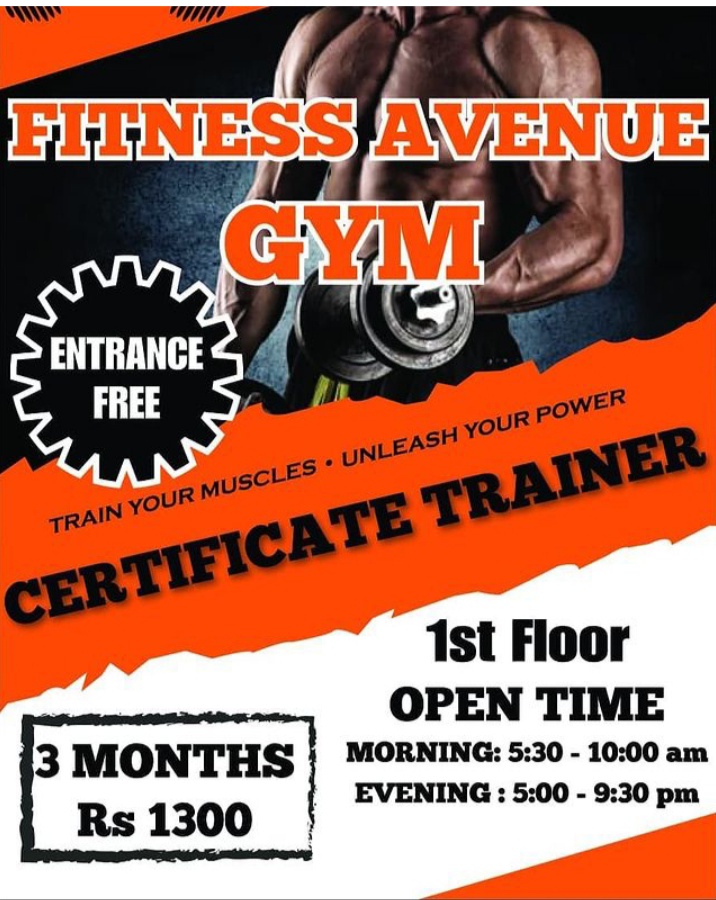 FITNESS AVENUE
GYM
ENTRANCE
FREE
TRAIN YOUR MUSCLES • UNLEASH YOUR POWER
CERTIFICATE TRAINER
1st Floor
OPEN TIME
MORNING: 5:30 - 10:00 am
EVENING : 5:00 - 9:30 pm
3 MONTHS
Rs 1300